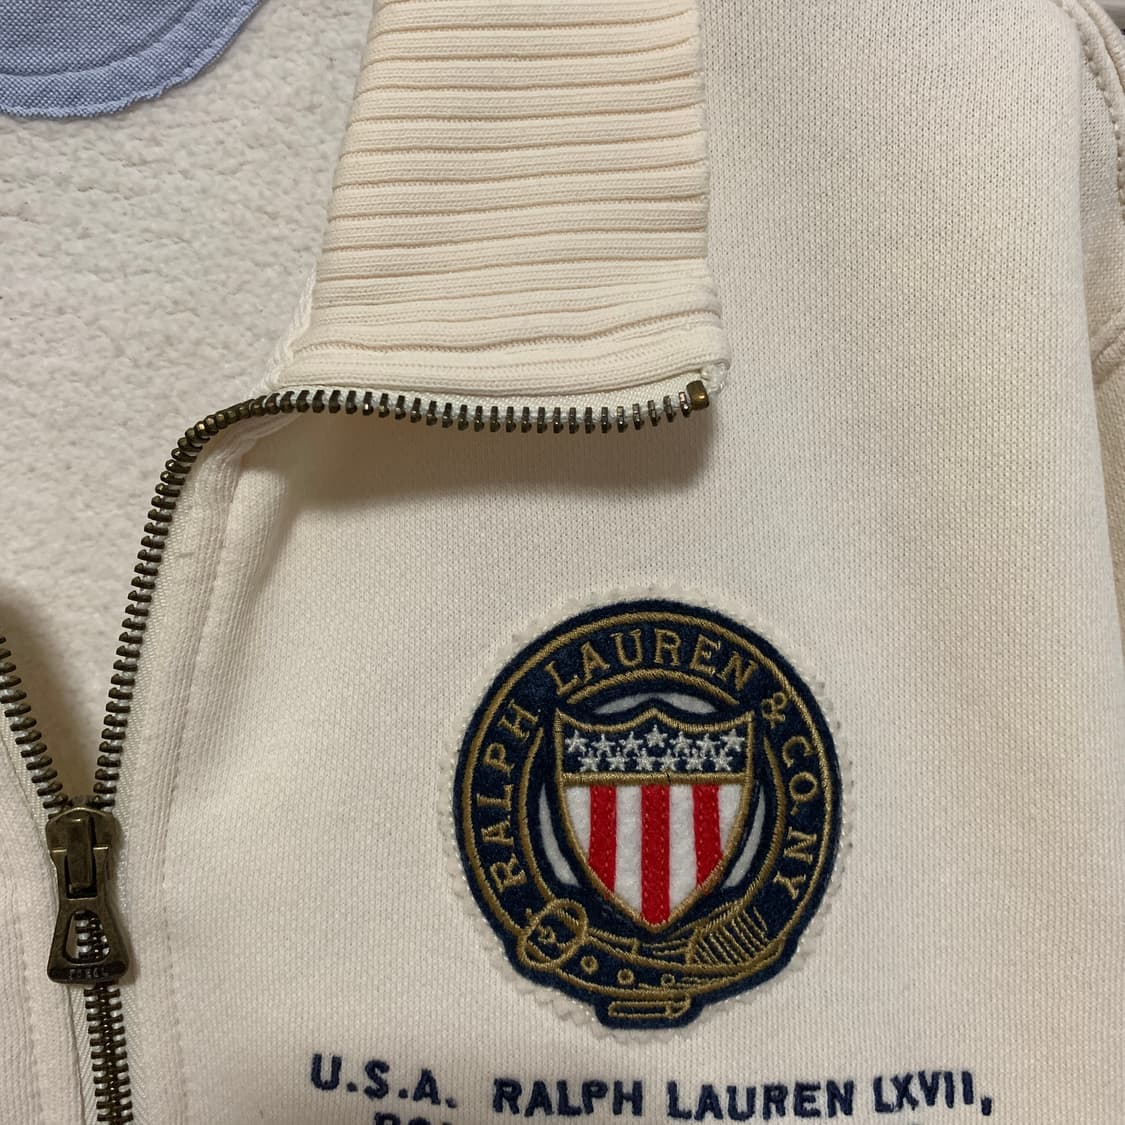 RALPH LAUREN & CO. NY
U.S.A. RALPH LAUREN LXVII,